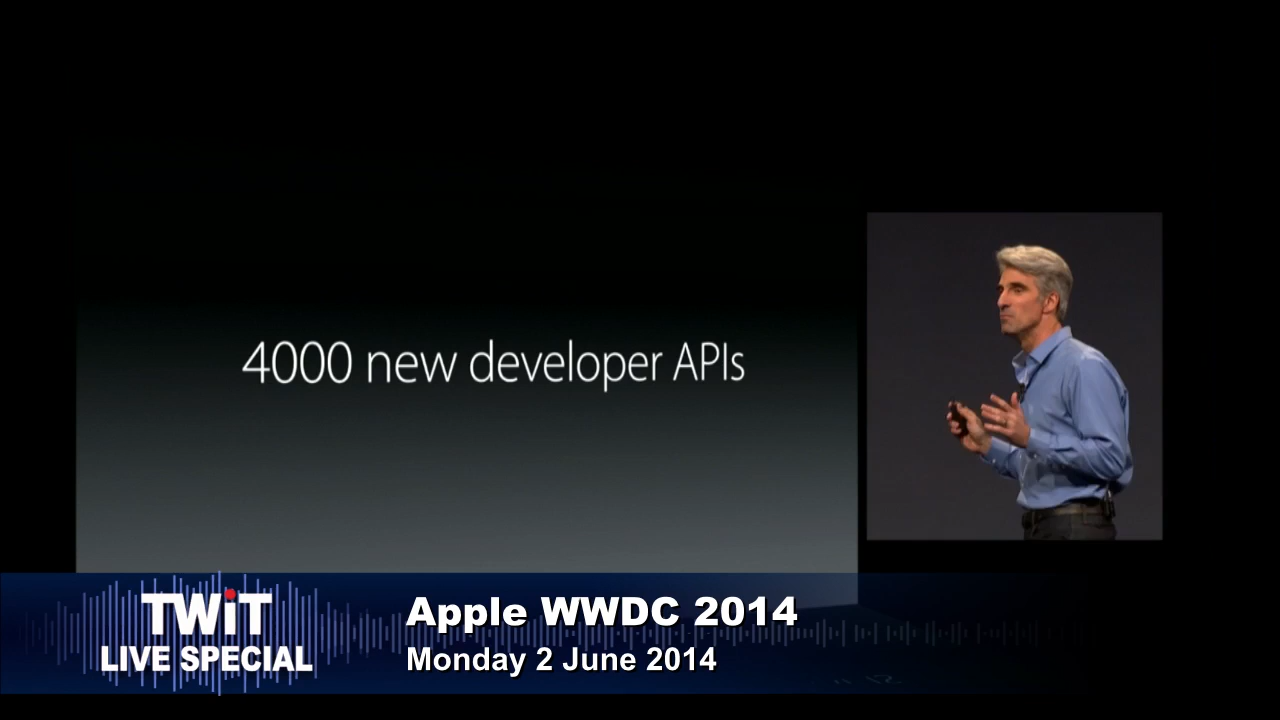 4000 new developer APIs
TWiT
LIVE SPECIAL
Apple WWDC 2014
Monday 2 June 2014